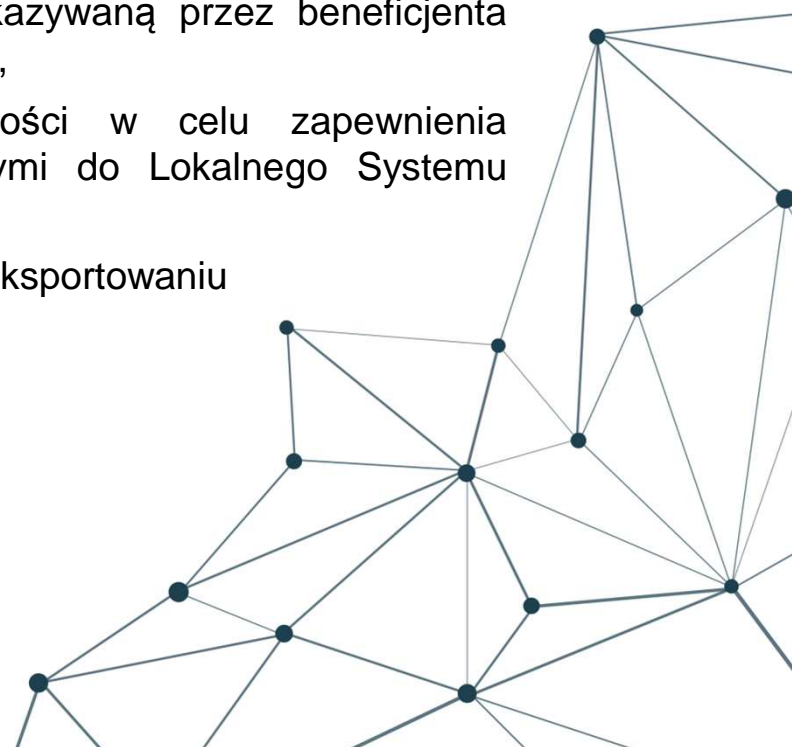 kazywaną przez beneficjenta
,
ości w celu zapewnienia
ymi do Lokalnego Systemu
ksportowaniu